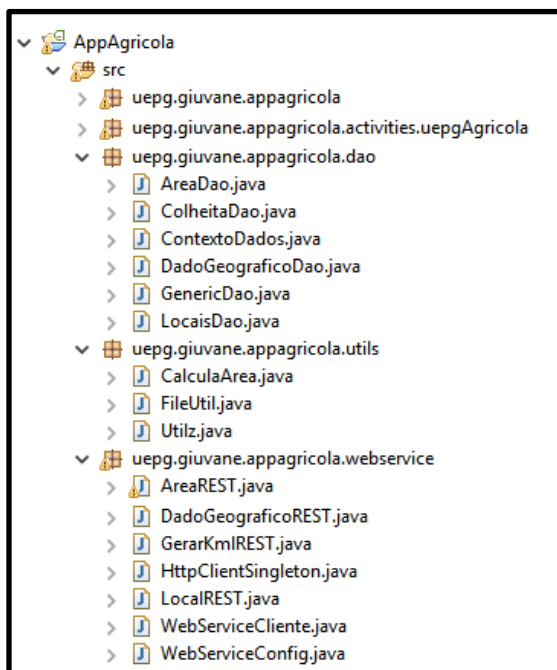 AppAgricola
src
uepg.giuvane.appagricola
uepg.giuvane.appagricola.activities.uepgAgricola
uepg.giuvane.appagricola.dao
AreaDao.java
ColheitaDao.java
ContextoDados.java
DadoGeograficoDao.java
GenericDao.java
LocaisDao.java
uepg.giuvane.appagricola.utils
CalculaArea.java
FileUtil.java
Utilz.java
uepg.giuvane.appagricola.webservice
AreaREST.java
DadoGeograficoREST.java
GerarKmlREST.java
HttpClientSingleton.java
LocalREST.java
WebServiceCliente.java
WebServiceConfig.java